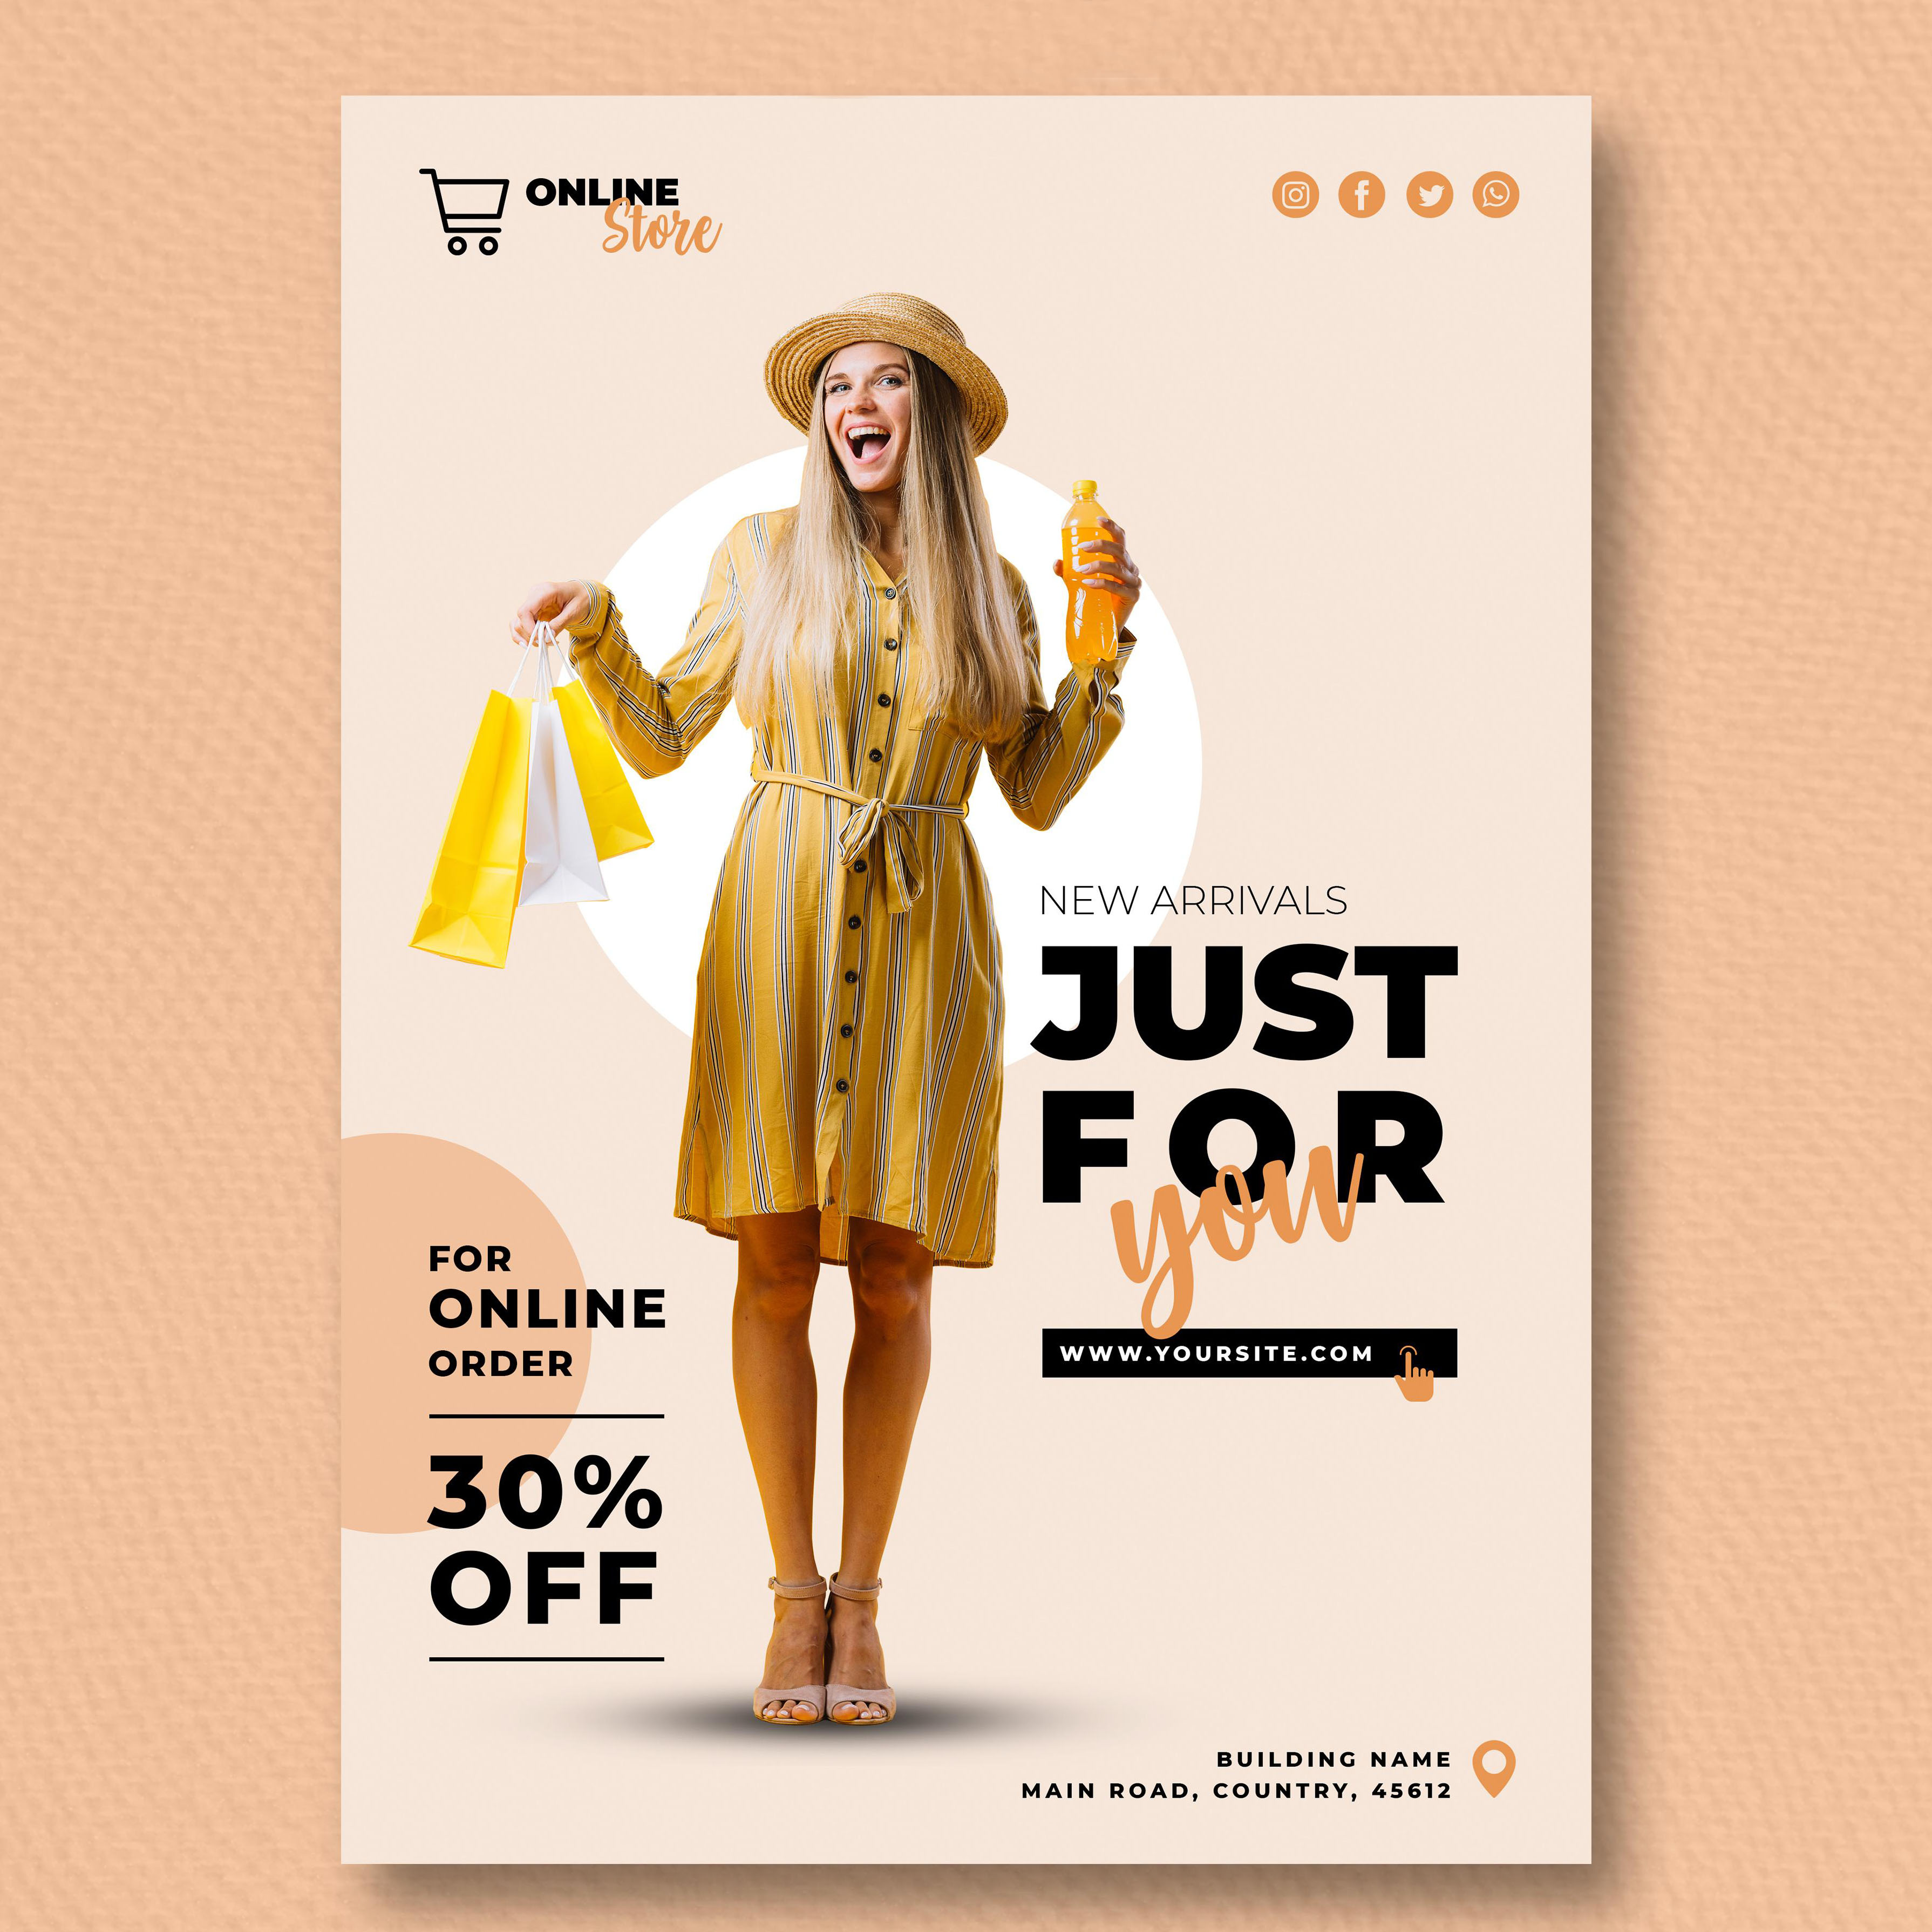 ONLINE
Store
NEW ARRIVALS
JUST
FOR
you
WWW.YOURSITE.COM
FOR
ONLINE
ORDER
30%
OFF
BUILDING NAME
MAIN ROAD, COUNTRY, 45612